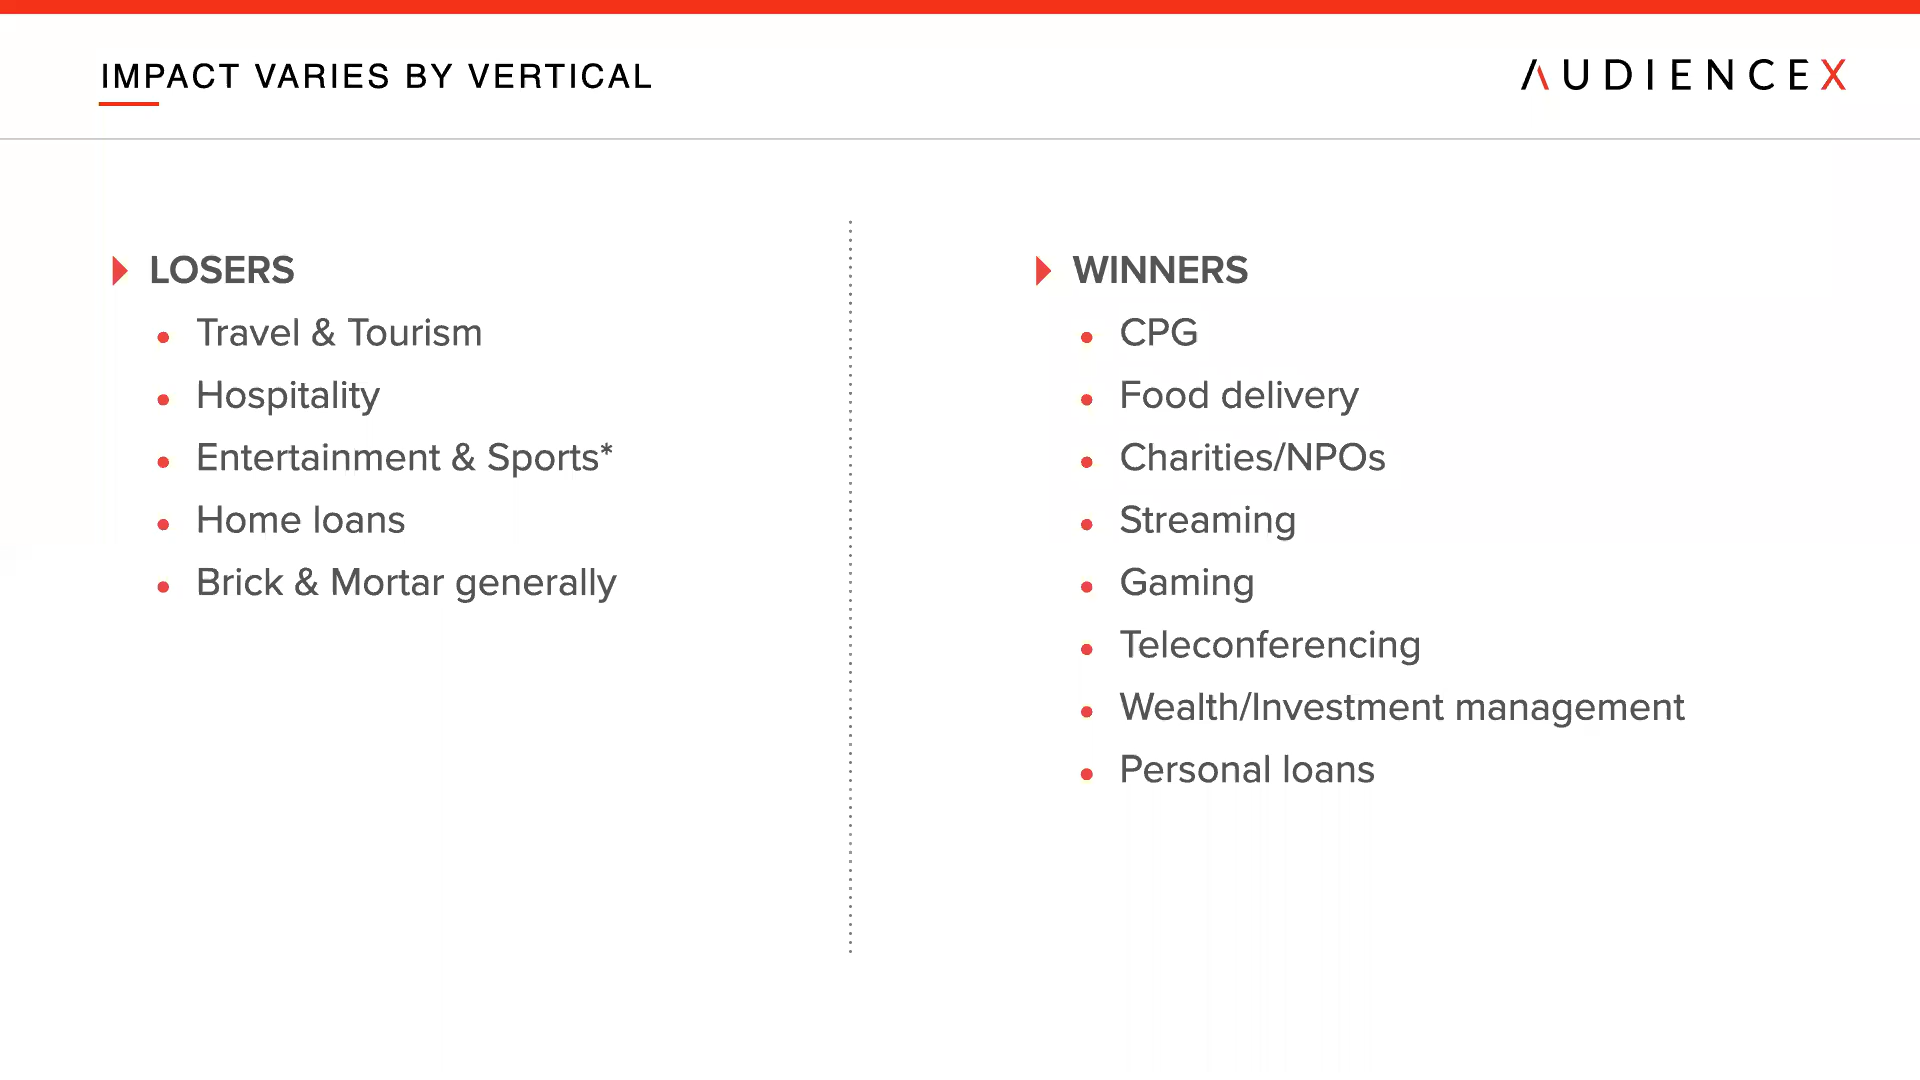 IMPACT VARIES BY VERTICAL
AUDIENCEX
LOSERS
Travel & Tourism
Hospitality
Entertainment & Sports*
Home loans
Brick & Mortar generally
WINNERS
CPG
Food delivery
Charities/NPOs
Streaming
Gaming
Teleconferencing
Wealth/Investment management
Personal loans